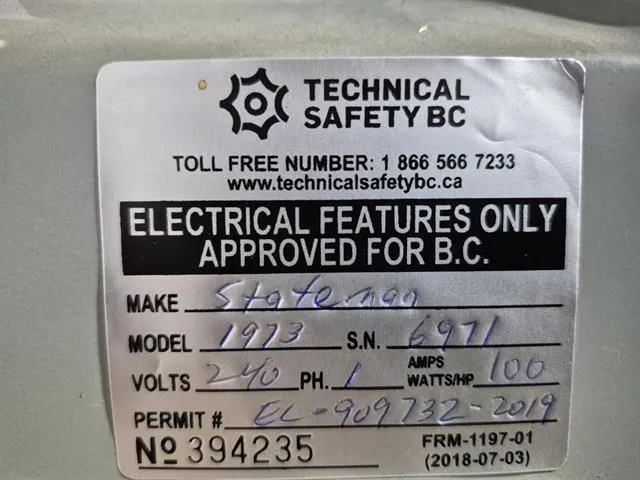 TECHNICAL
SAFETY BC
TOLL FREE NUMBER: 1 866 566 7233
www.technicalsafetybc.ca
ELECTRICAL FEATURES ONLY
APPROVED FOR B.C.
MAKE Stateman
MODEL 1973 S.N. 6971
VOLTS 240 PH. 1 AMPS WATTS/HP 100
PERMIT # EL-909732-2019
Nº 394235 FRM-1197-01
(2018-07-03)